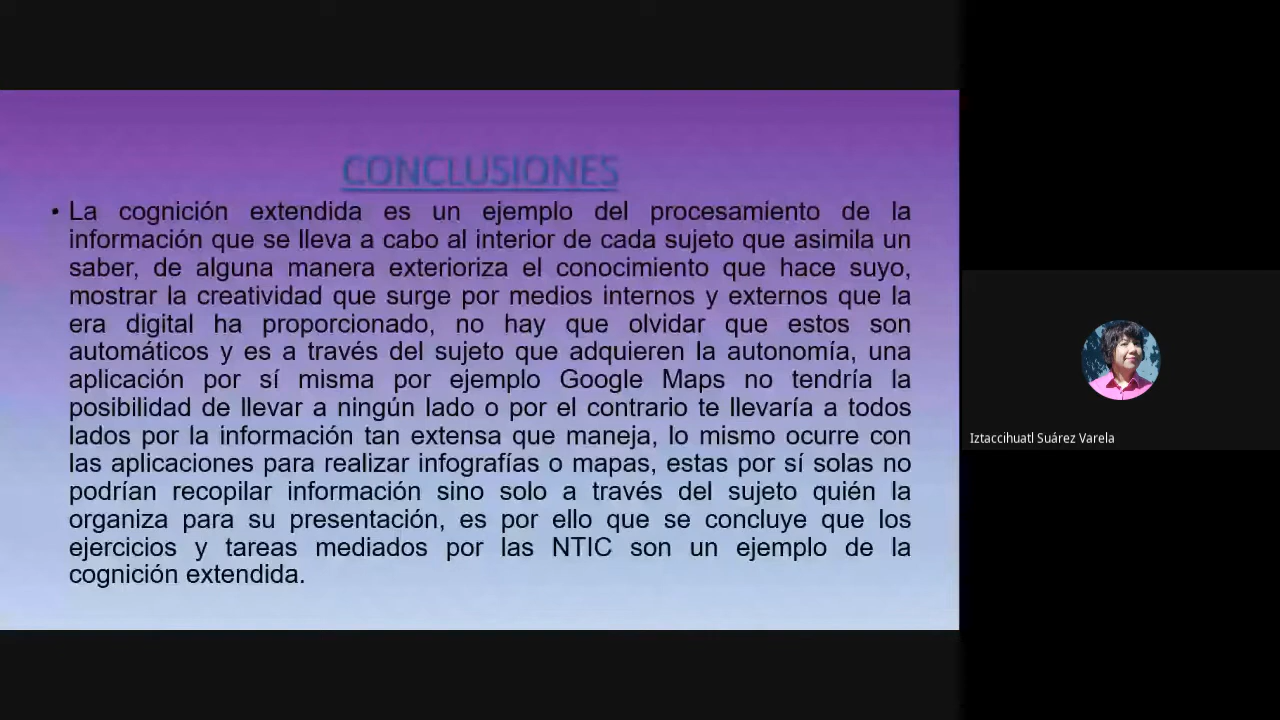 CONCLUSIONES
• La cognición extendida es un ejemplo del procesamiento de la
información que se lleva a cabo al interior de cada sujeto que asimila un
saber, de alguna manera exterioriza el conocimiento que hace suyo,
mostrar la creatividad que surge por medios internos y externos que la
era digital ha proporcionado, no hay que olvidar que estos son
automáticos y es a través del sujeto que adquieren la autonomía, una
aplicación por sí misma por ejemplo Google Maps no tendría la
posibilidad de llevar a ningún lado o por el contrario te llevaría a todos
lados por la información tan extensa que maneja, lo mismo ocurre con
las aplicaciones para realizar infografías o mapas, estas por sí solas no
podrían recopilar información sino solo a través del sujeto quién la
organiza para su presentación, es por ello que se concluye que los
ejercicios y tareas mediados por las NTIC son un ejemplo de la
cognición extendida.
Iztaccihuatl Suárez Varela